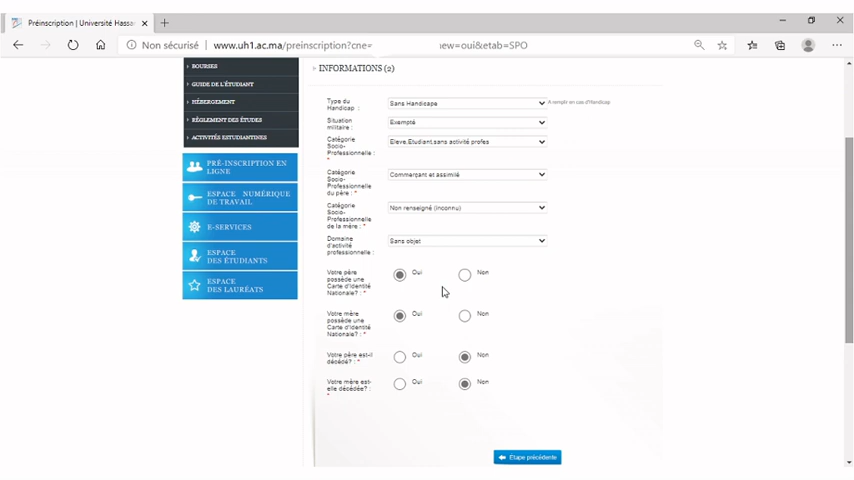 Préinscription | Université Hassa
Non sécurisé
www.uh1.ac.ma/preinscription?cne=
new=oui&etab=SPO
BOURSES
GUIDE DE L'ÉTUDIANT
HÉBERGEMENT
RÈGLEMENT DES ÉTUDES
ACTIVITÉS ESTUDIANTINES
PRÉ-INSCRIPTION EN
LIGNE
ESPACE NUMÉRIQUE
DE TRAVAIL
E-SERVICES
ESPACE
DES ÉTUDIANTS
ESPACE
DES LAURÉATS
INFORMATIONS (2)
Type du
Handicap :
Sans Handicape
A remplir en cas d'Handicap
Situation
militaire :
Exempté
Catégorie
Socio-
Professionnelle :
*
Eleve,Etudiant,sans activité profes
Catégorie
Socio-
Professionnelle
du père : *
Commerçant et assimilé
Catégorie
Socio-
Professionnelle
de la mère : *
Non renseigné (inconnu)
Domaine
d'activité
professionnelle :
Sans objet
Votre père
possède une
Carte d'Identité
Nationale? : *
Oui
Non
Votre mère
possède une
Carte d'Identité
Nationale? : *
Oui
Non
Votre père est-il
décédé? : *
Oui
Non
Votre mère est-
elle décédée? :
*
Oui
Non
Etape précédente